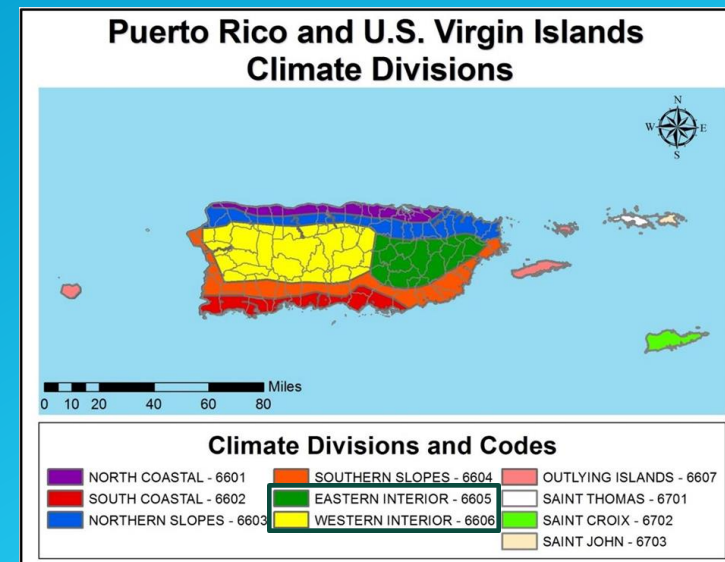 Puerto Rico and U.S. Virgin Islands
Climate Divisions
N
W E
S
Miles
0 10 20 40 60 80
Climate Divisions and Codes
NORTH COASTAL - 6601
SOUTH COASTAL - 6602
NORTHERN SLOPES - 6603
SOUTHERN SLOPES - 6604
EASTERN INTERIOR - 6605
WESTERN INTERIOR - 6606
OUTLYING ISLANDS - 6607
SAINT THOMAS - 6701
SAINT CROIX - 6702
SAINT JOHN - 6703